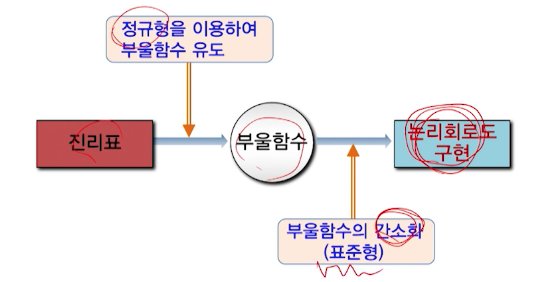 정규형을 이용하여
부울함수 유도
진리표
부울함수
논리회로도
구현
부울함수의 간소화
(표준형)